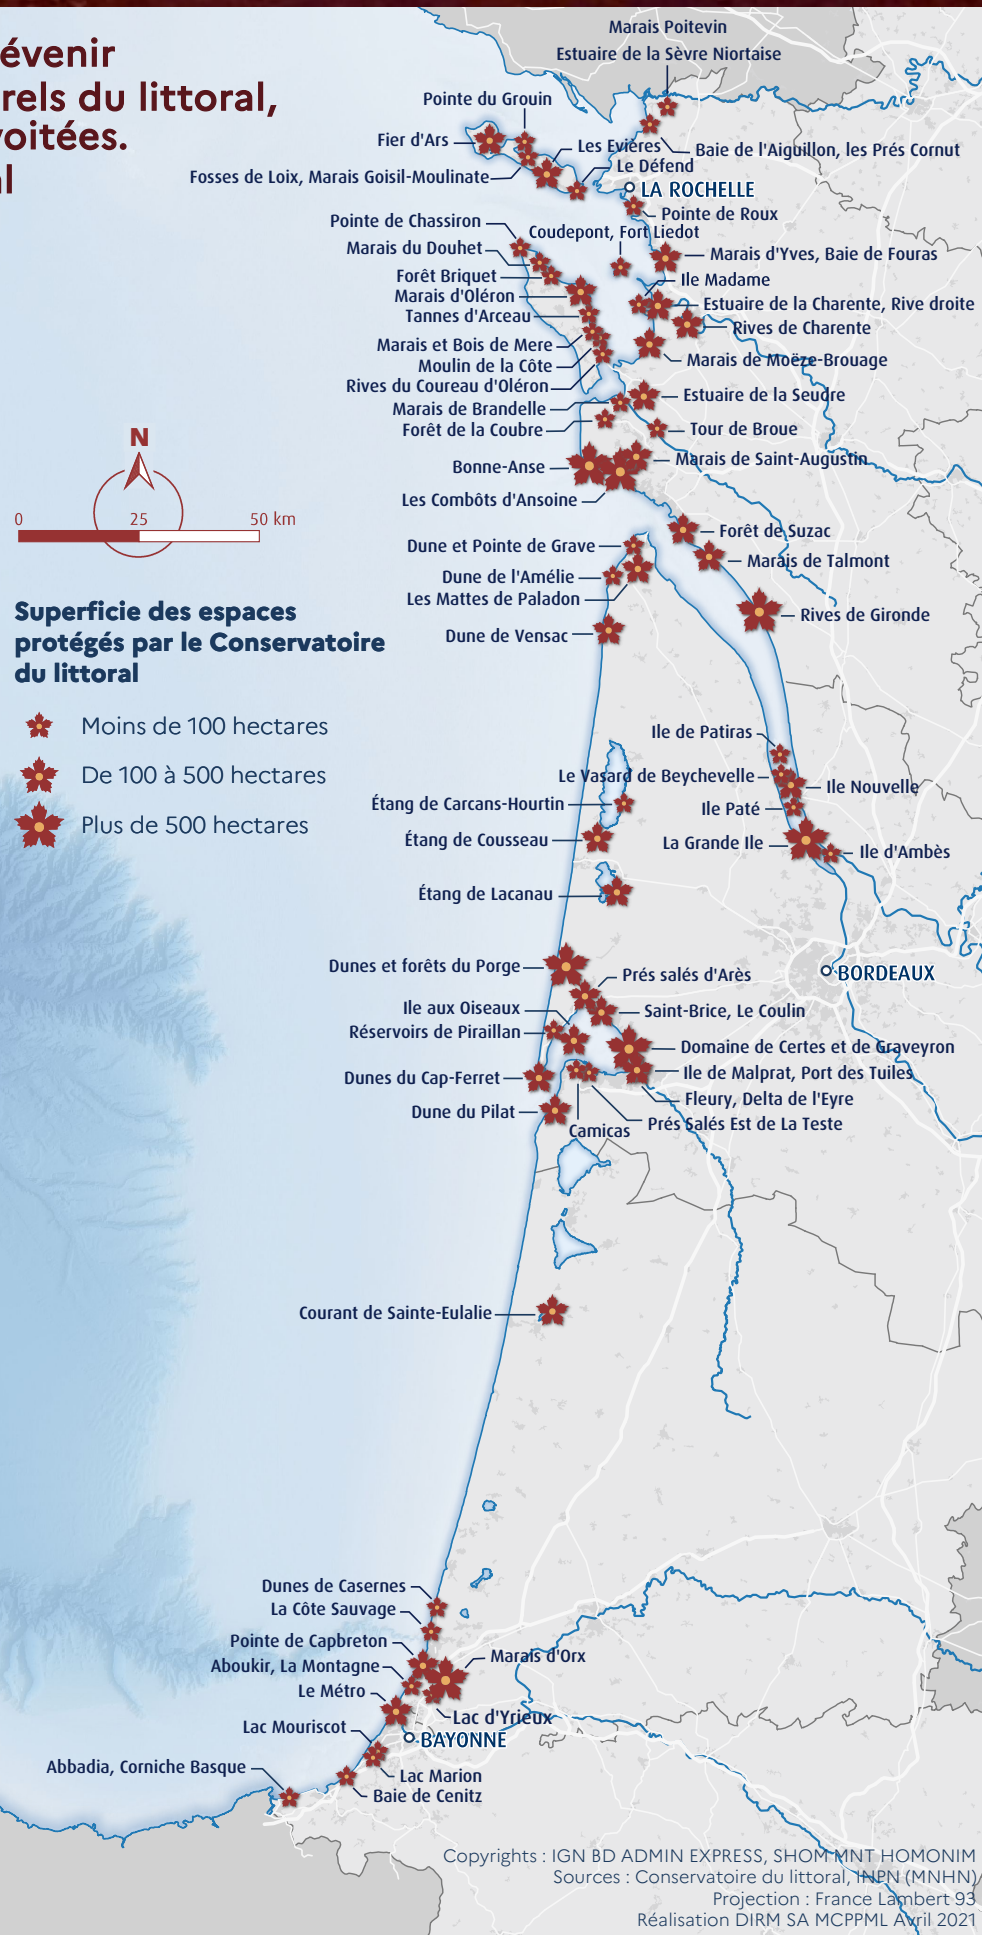 évenir
rels du littoral,
voitées.
al
Marais Poitevin
Estuaire de la Sèvre Niortaise
Pointe du Grouin
Fier d'Ars
Les Evières
Baie de l'Aiguillon, les Prés Cornut
Le Défend
Fosses de Loix, Marais Goisil-Moulinate
LA ROCHELLE
Pointe de Roux
Pointe de Chassiron
Coudepont, Fort Liedot
Marais du Douhet
Marais d'Yves, Baie de Fouras
Forêt Briquet
Ile Madame
Marais d'Oléron
Estuaire de la Charente, Rive droite
Tannes d'Arceau
Rives de Charente
Marais et Bois de Mere
Marais de Moëze-Brouage
Moulin de la Côte
Rives du Coureau d'Oléron
Estuaire de la Seudre
Marais de Brandelle
Forêt de la Coubre
Tour de Broue
Bonne-Anse
Marais de Saint-Augustin
Les Combôts d'Ansoine
N
0 25 50 km
Forêt de Suzac
Dune et Pointe de Grave
Marais de Talmont
Dune de l'Amélie
Les Mattes de Paladon
Rives de Gironde
Dune de Vensac
Superficie des espaces
protégés par le Conservatoire
du littoral
Moins de 100 hectares
De 100 à 500 hectares
Plus de 500 hectares
Ile de Patiras
Le Vasard de Beychevelle
Ile Nouvelle
Étang de Carcans-Hourtin
Ile Paté
Étang de Cousseau
La Grande Ile
Ile d'Ambès
Étang de Lacanau
Dunes et forêts du Porge
Prés salés d'Arès
BORDEAUX
Ile aux Oiseaux
Saint-Brice, Le Coulin
Réservoirs de Piraillan
Domaine de Certes et de Graveyron
Ile de Malprat, Port des Tuiles
Dunes du Cap-Ferret
Fleury, Delta de l'Eyre
Dune du Pilat
Prés Salés Est de La Teste
Camicas
Courant de Sainte-Eulalie
Dunes de Casernes
La Côte Sauvage
Pointe de Capbreton
Marais d'Orx
Aboukir, La Montagne
Le Métro
Lac d'Yrieux
Lac Mouriscot
BAYONNE
Abbadia, Corniche Basque
Lac Marion
Baie de Cenitz
Copyrights : IGN BD ADMIN EXPRESS, SHOM MNT HOMONIM
Sources : Conservatoire du littoral, INPN (MNHN)
Projection : France Lambert 93
Réalisation DIRM SA MCPPML Avril 2021